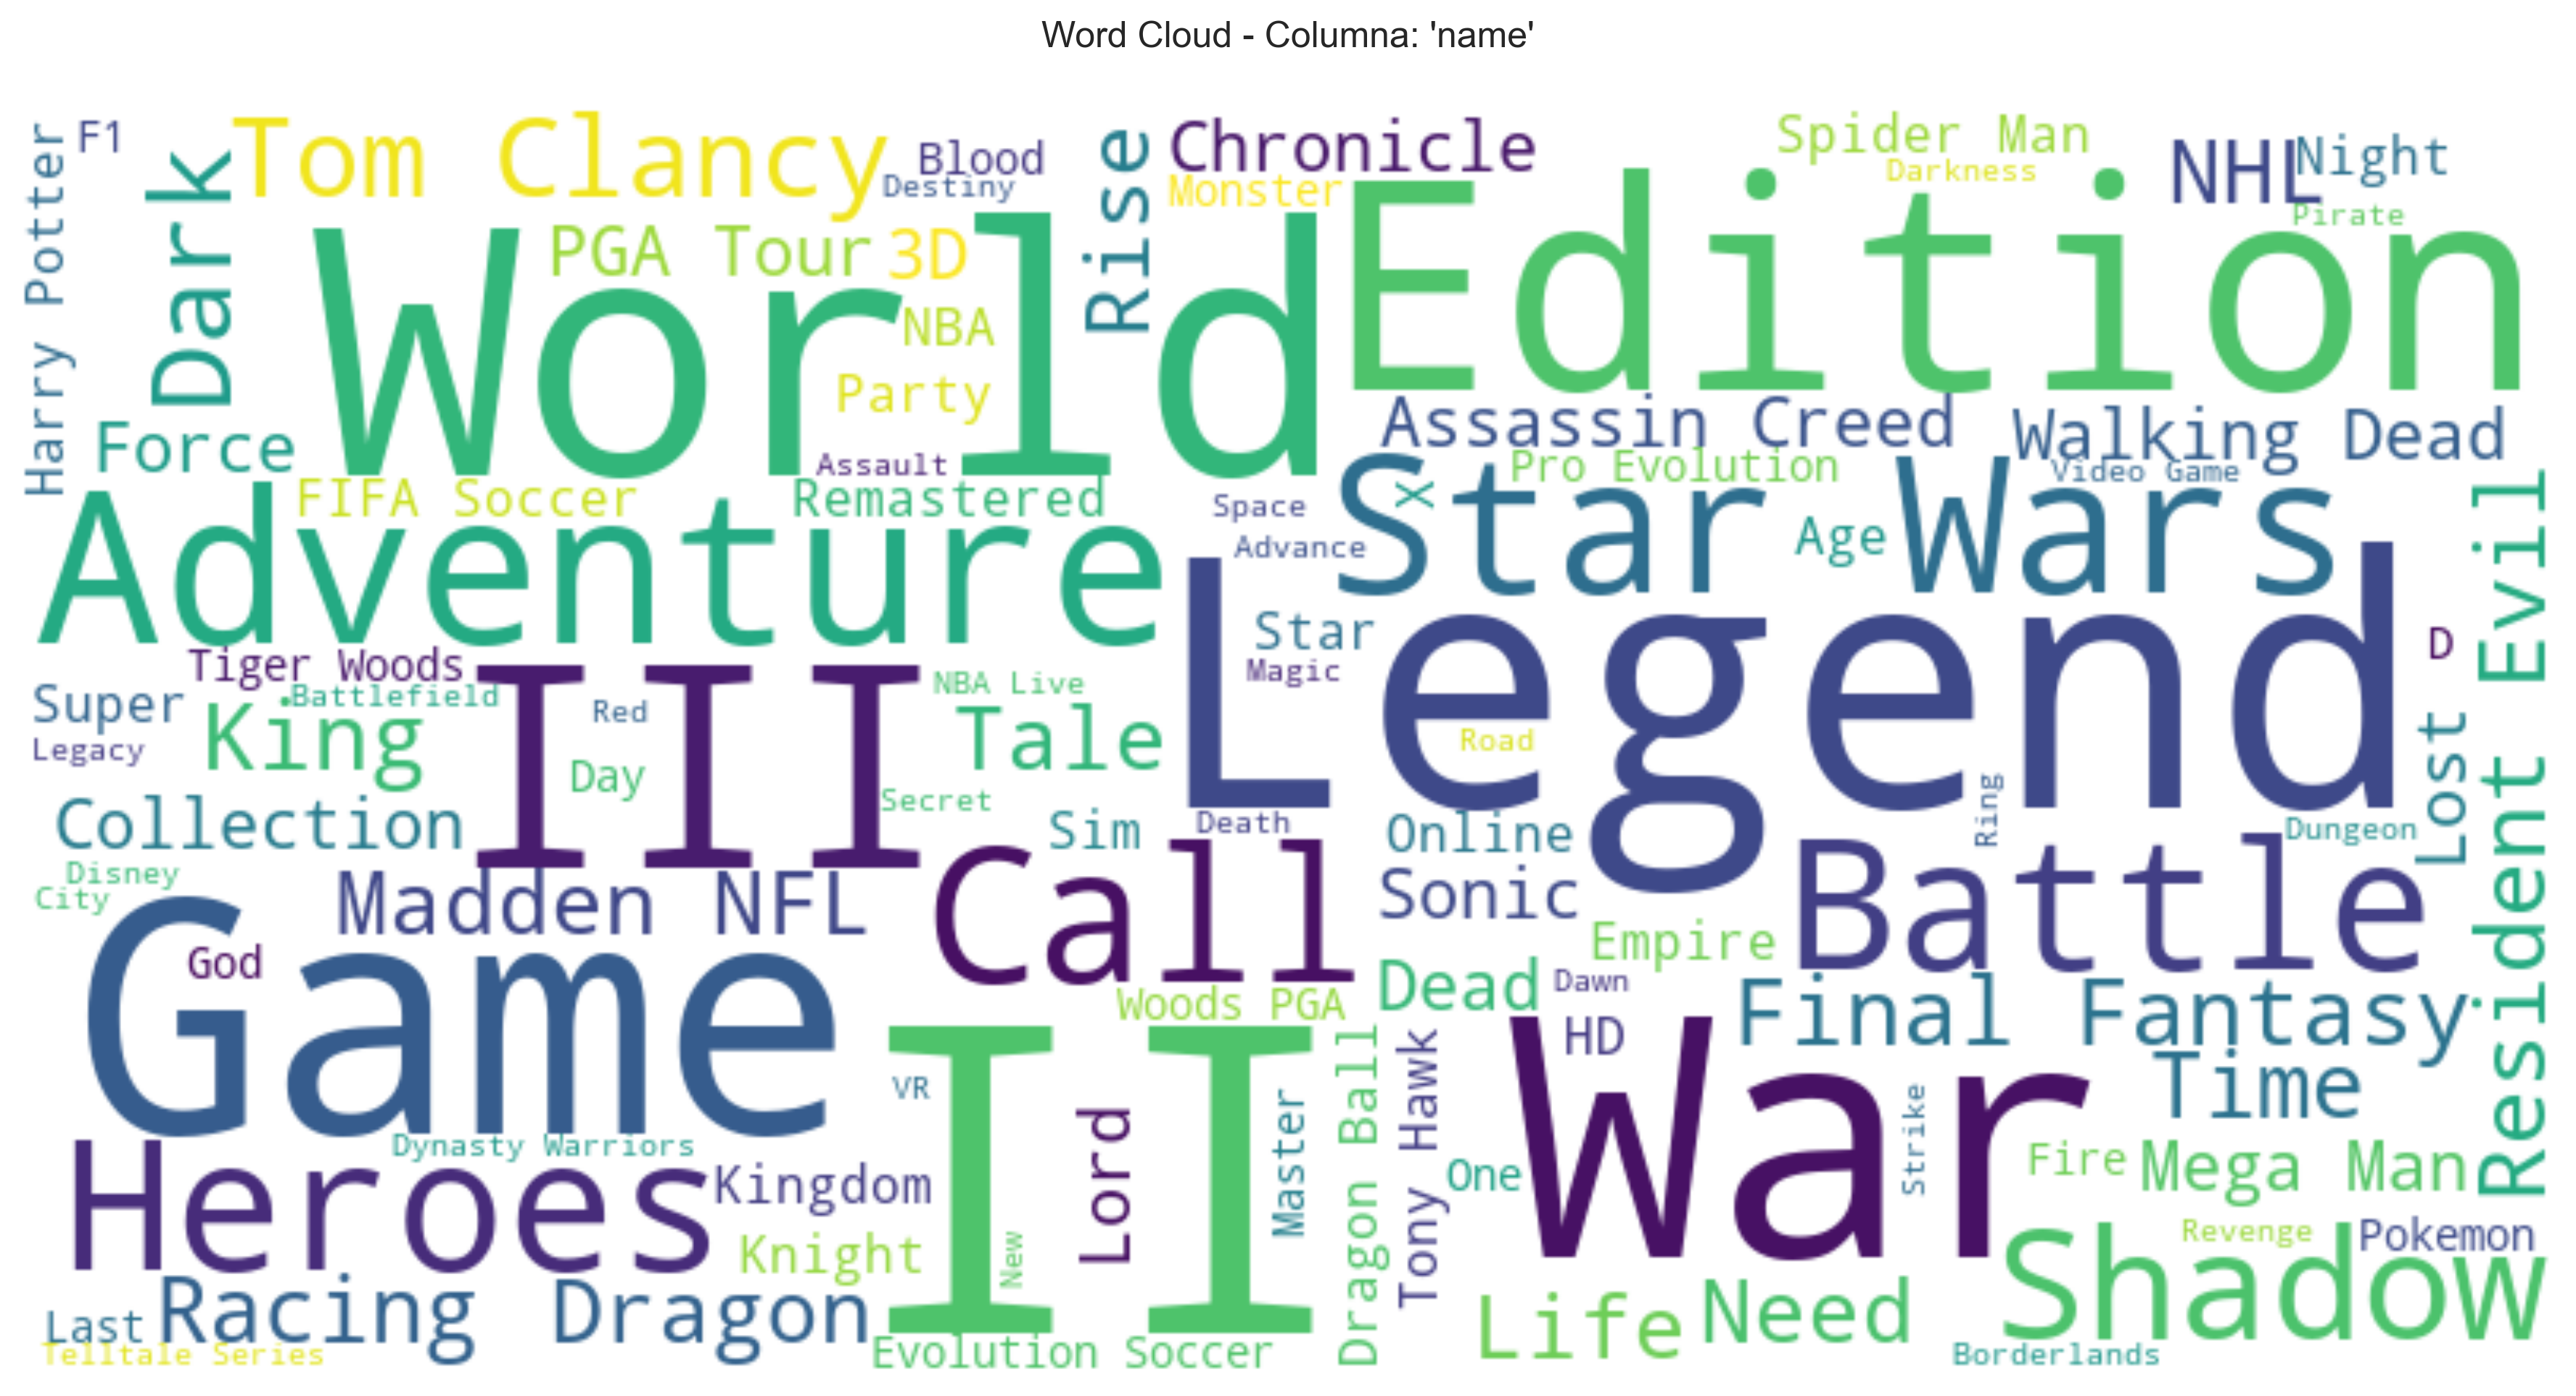 Word Cloud - Columna: 'name'
Harry Potter
F1
Dark
Tom Clancy
Blood
Destiny
Rise
Chronicle
Monster
Spider Man
Darkness
NHL
Night
Pirate
World
PGA Tour
3D
NBA
Party
Edition
Force
FIFA Soccer
Assault
Remastered
Assassin Creed
Walking Dead
Pro Evolution
Video Game
X
Space
Advance
Star Wars
Age
Adventure
Legend
Star
Magic
Road
D
Resident Evil
Tiger Woods
Battlefield
Super
King
Legacy
III
Red
Day
NBA Live
Tale
Secret
Lost
Ring
Dungeon
Collection
Sim
Death
Online
Disney
City
Madden NFL
Call
Sonic
Battle
Game
God
Empire
Woods PGA
Dead
Dawn
Final Fantasy
II
VR
Lord
Master
Dragon Ball
Tony Hawk
HD
War
Strike
Time
One
Fire
Mega Man
Dynasty Warriors
Heroes
Kingdom
Knight
New
Revenge
Pokemon
Shadow
Last
Racing
Dragon
Life
Need
Telltale Series
Evolution Soccer
Borderlands